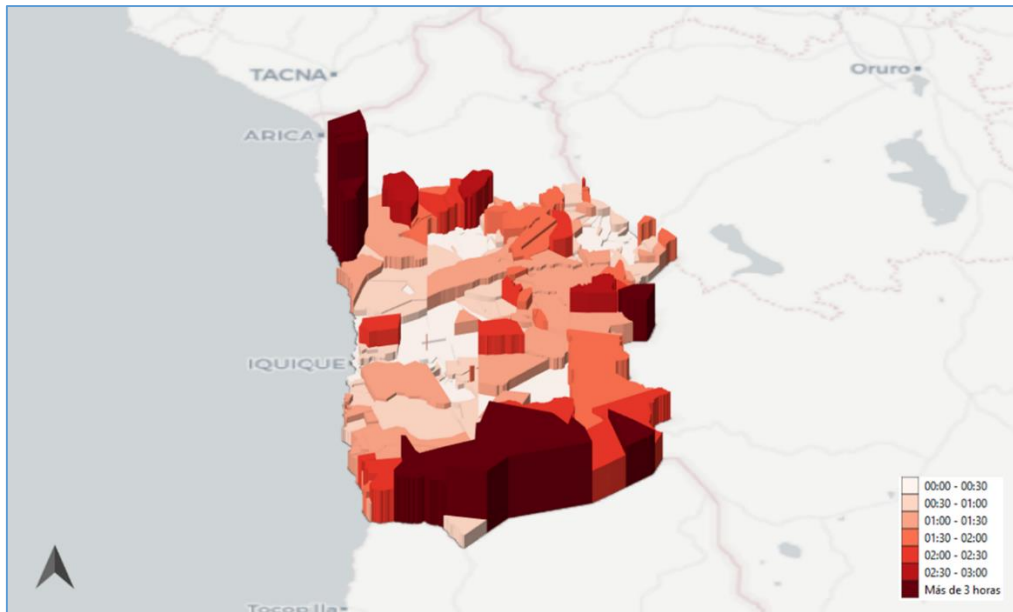 TACNA
Oruro
ARICA
IQUIQUE
Tocopilla
00:00 - 00:30
00:30 - 01:00
01:00 - 01:30
01:30 - 02:00
02:00 - 02:30
02:30 - 03:00
Más de 3 horas